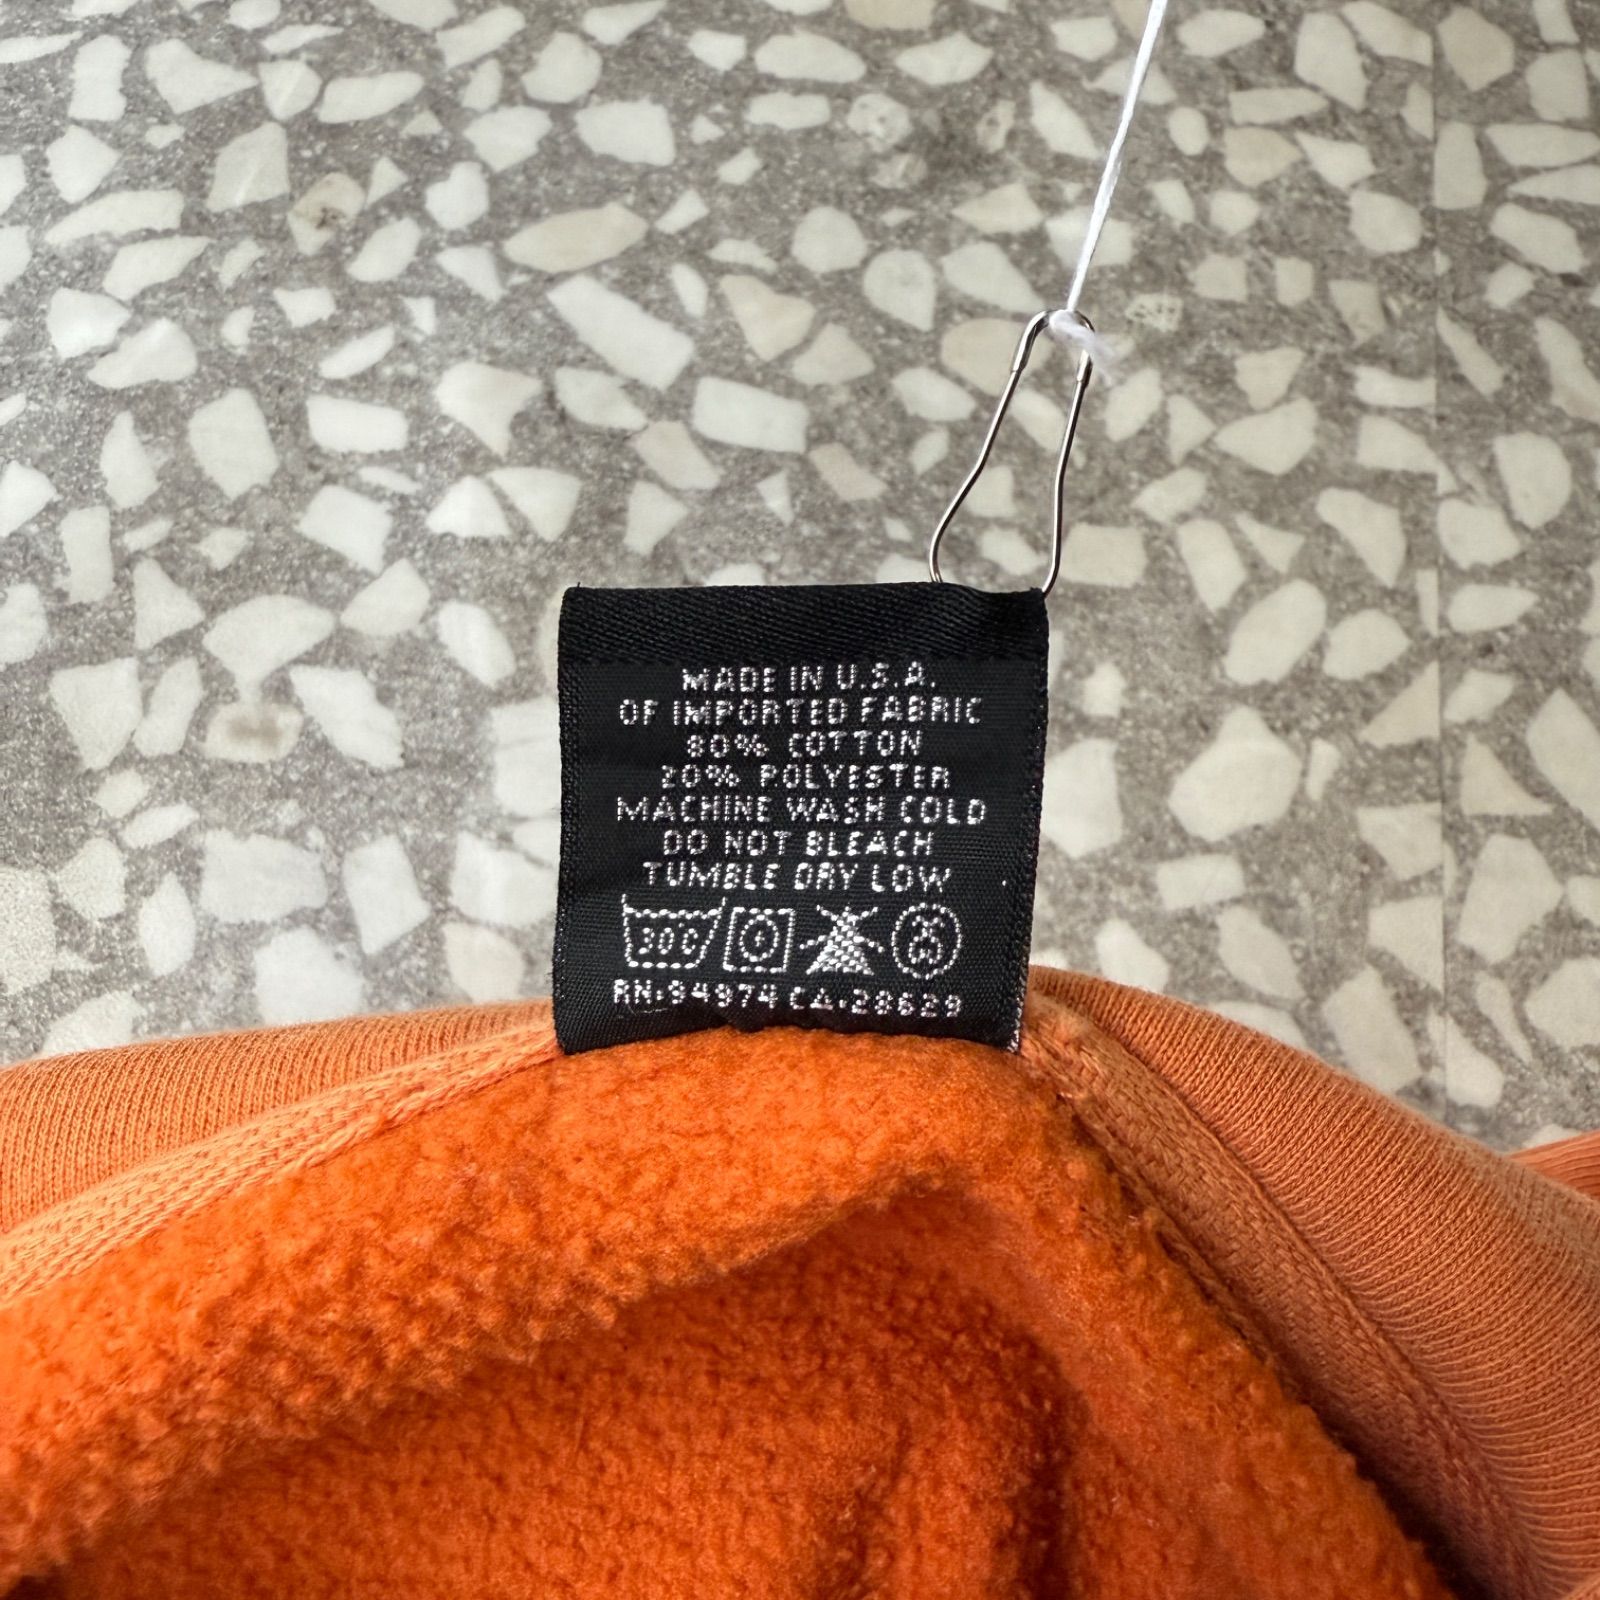 MADE IN U.S.A.
OF IMPORTED FABRIC
80% COTTON
20% POLYESTER
MACHINE WASH COLD
DO NOT BLEACH
TUMBLE DRY LOW
30C
RN:94974 CA:28629